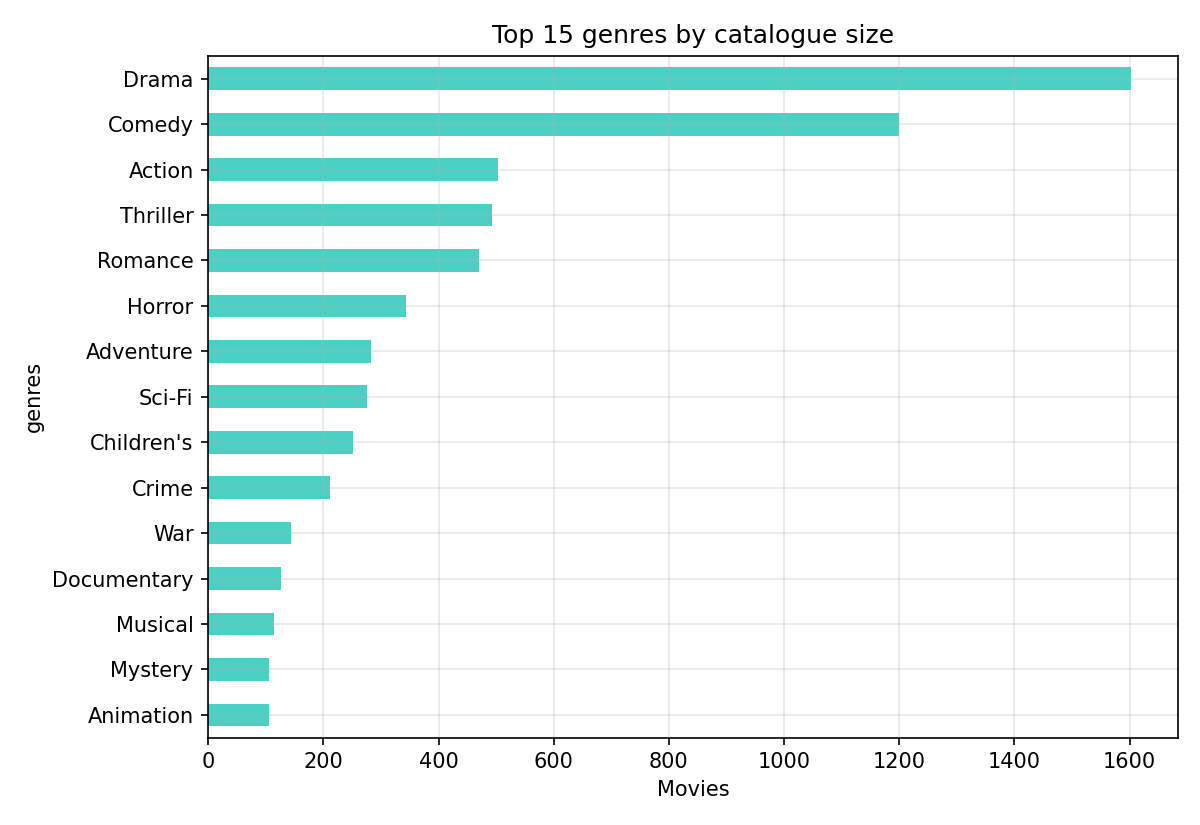 Top 15 genres by catalogue size
Drama
Comedy
Action
Thriller
Romance
Horror
Adventure
Sci-Fi
Children's
Crime
War
Documentary
Musical
Mystery
Animation
genres
0 200 400 600 800 1000 1200 1400 1600
Movies